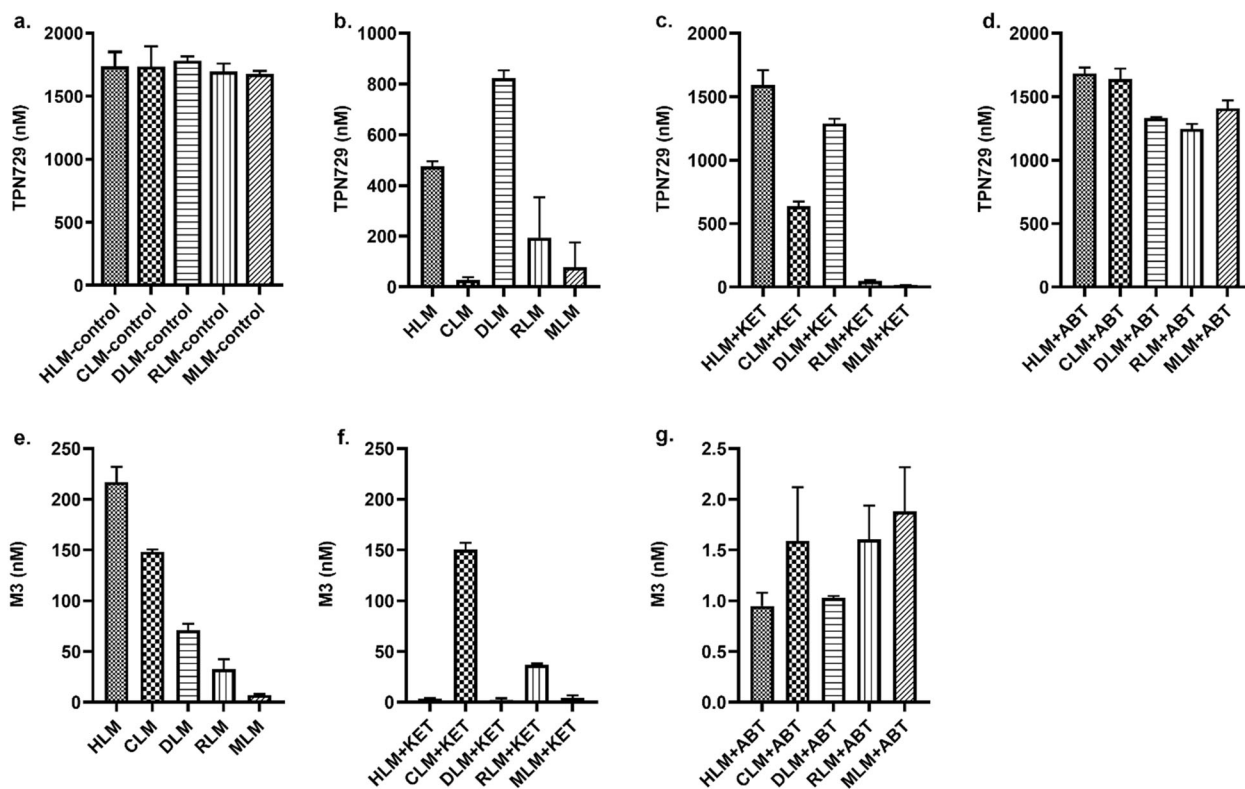 a.
TPN729 (nM)
2000
1500
1000
500
0
HLM-control
CLM-control
DLM-control
RLM-control
MLM-control
b.
TPN729 (nM)
1000
800
600
400
200
0
HLM
CLM
DLM
RLM
MLM
c.
TPN729 (nM)
2000
1500
1000
500
0
HLM+KET
CLM+KET
DLM+KET
RLM+KET
MLM+KET
d.
TPN729 (nM)
2000
1500
1000
500
0
HLM+ABT
CLM+ABT
DLM+ABT
RLM+ABT
MLM+ABT
e.
M3 (nM)
250
200
150
100
50
0
HLM
CLM
DLM
RLM
MLM
f.
M3 (nM)
250
200
150
100
50
0
HLM+KET
CLM+KET
DLM+KET
RLM+KET
MLM+KET
g.
M3 (nM)
2.5
2.0
1.5
1.0
0.5
0.0
HLM+ABT
CLM+ABT
DLM+ABT
RLM+ABT
MLM+ABT